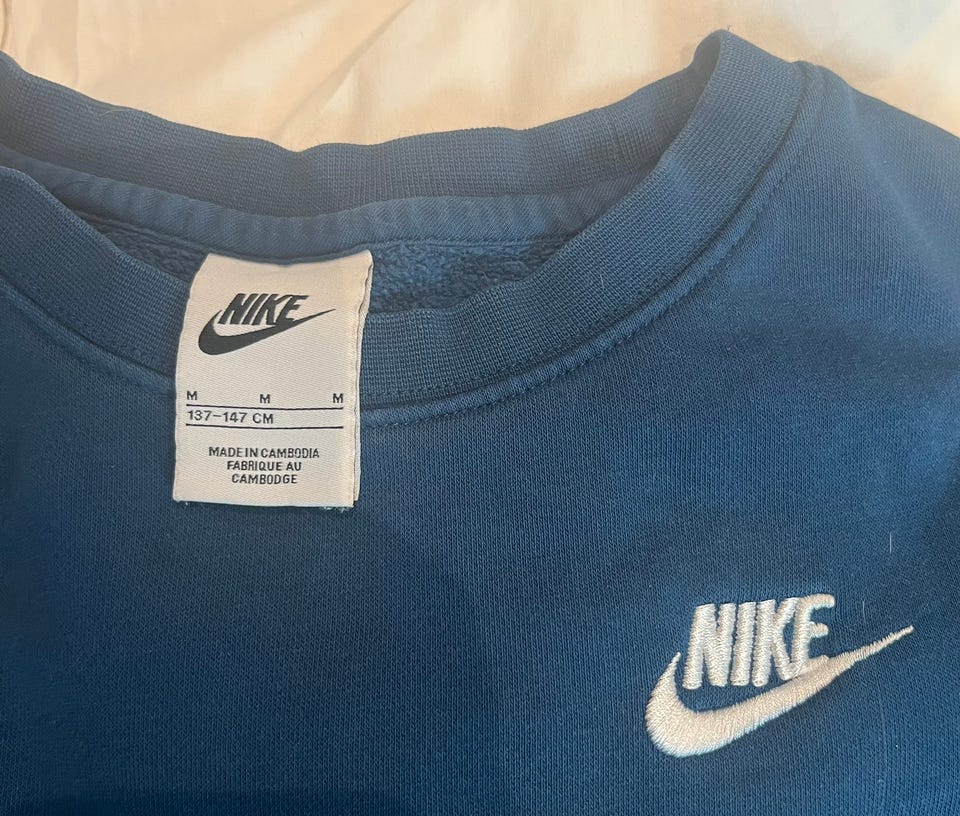 NIKE
M M M
137–147 CM
MADE IN CAMBODIA
FABRIQUE AU
CAMBODGE
NIKE